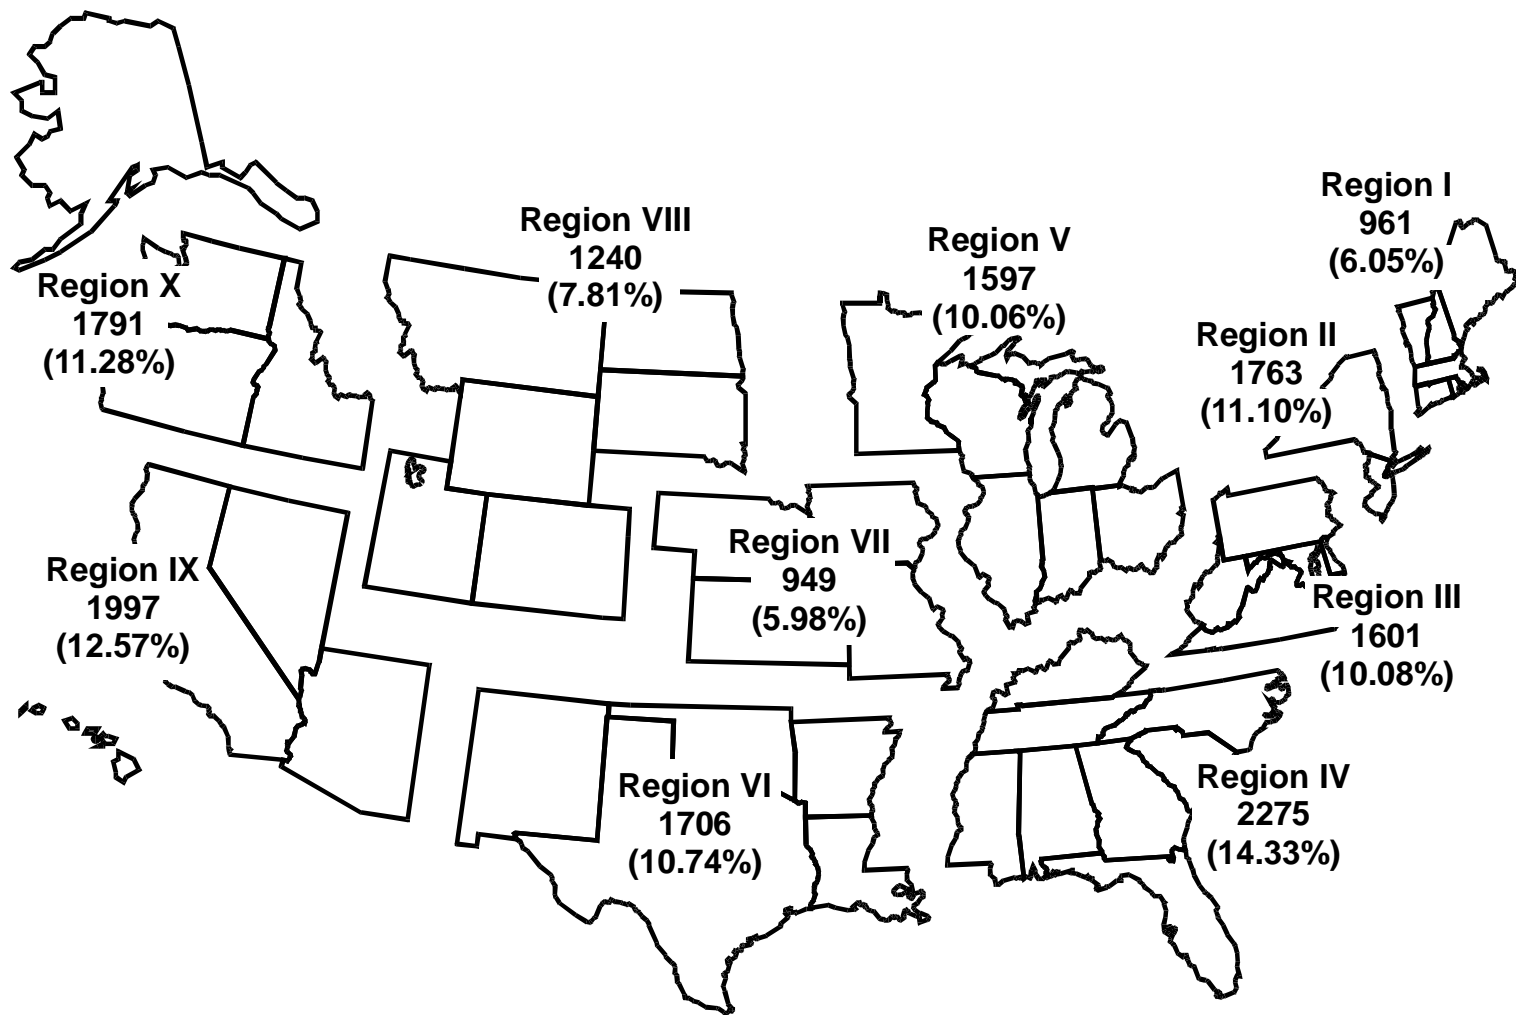 Region I
961
(6.05%)
Region VIII
1240
(7.81%)
Region V
1597
(10.06%)
Region X
1791
(11.28%)
Region II
1763
(11.10%)
Region VII
949
(5.98%)
Region IX
1997
(12.57%)
Region III
1601
(10.08%)
Region VI
1706
(10.74%)
Region IV
2275
(14.33%)